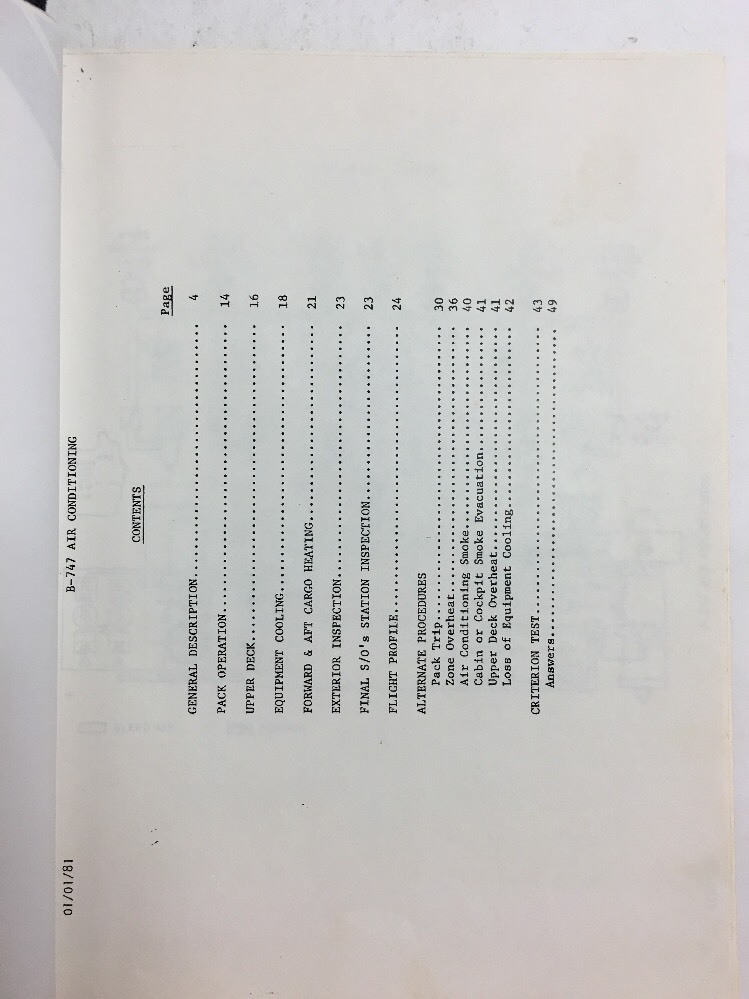 01/01/81
B-747 AIR CONDITIONING
CONTENTS
Page
GENERAL DESCRIPTION................................ 4
PACK OPERATION..................................... 14
UPPER DECK......................................... 16
EQUIPMENT COOLING.................................. 18
FORWARD & AFT CARGO HEATING........................ 21
EXTERIOR INSPECTION................................ 23
FINAL S/O's STATION INSPECTION..................... 23
FLIGHT PROFILE..................................... 24
ALTERNATE PROCEDURES
Pack Trip.......................................... 30
Zone Overheat...................................... 36
Air Conditioning Smoke............................. 40
Cabin or Cockpit Smoke Evacuation.................. 41
Upper Deck Overheat................................ 41
Loss of Equipment Cooling.......................... 42
CRITERION TEST..................................... 43
Answers............................................ 49